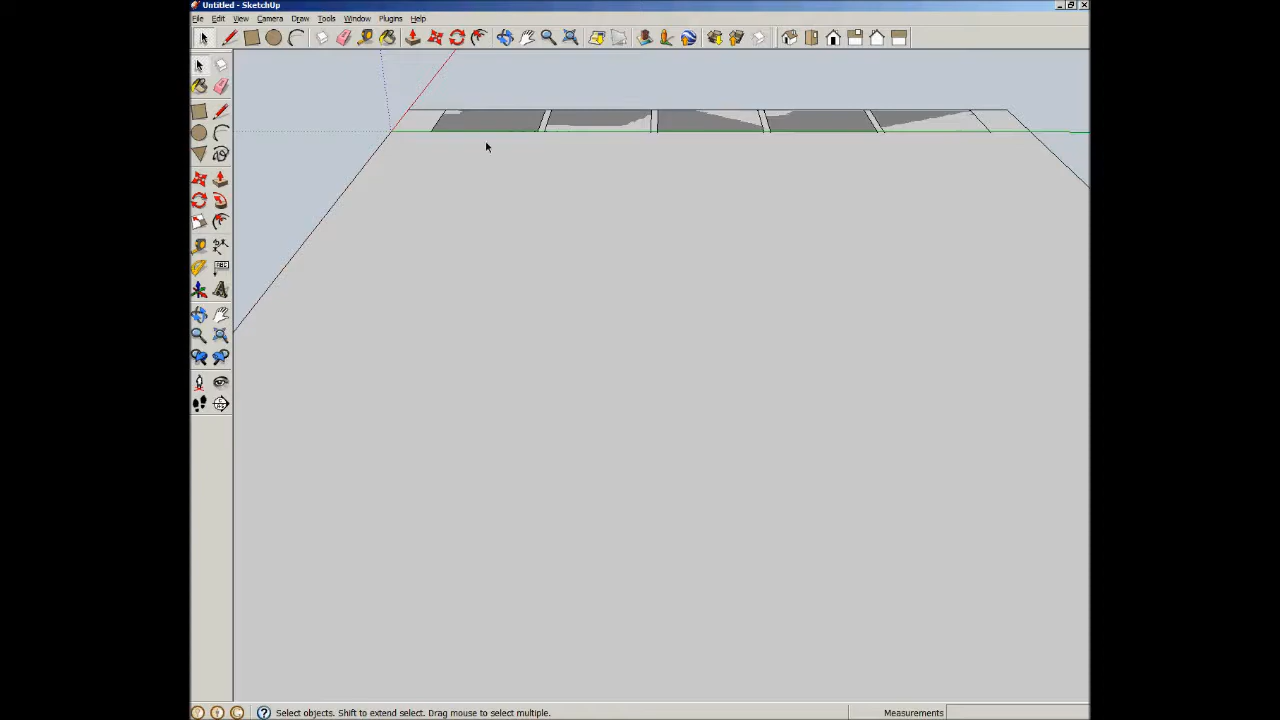 Untitled - SketchUp
File Edit View Camera Draw Tools Window Plugins Help
ABC
Select objects. Shift to extend select. Drag mouse to select multiple.
Measurements